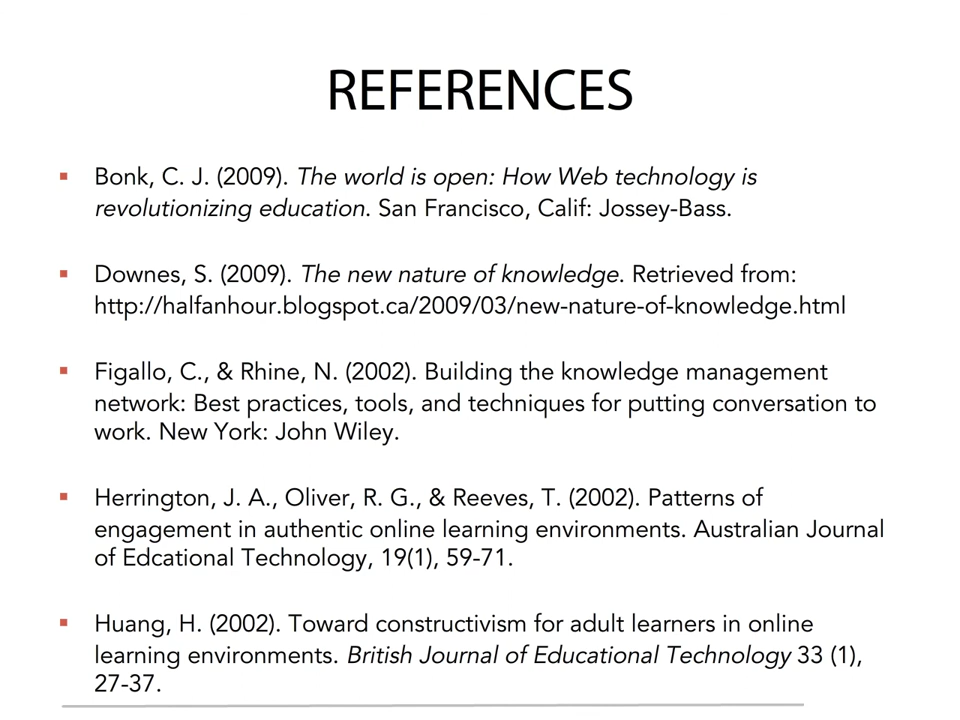 REFERENCES
▪ Bonk, C. J. (2009). The world is open: How Web technology is
revolutionizing education. San Francisco, Calif: Jossey-Bass.
▪ Downes, S. (2009). The new nature of knowledge. Retrieved from:
http://halfanhour.blogspot.ca/2009/03/new-nature-of-knowledge.html
▪ Figallo, C., & Rhine, N. (2002). Building the knowledge management
network: Best practices, tools, and techniques for putting conversation to
work. New York: John Wiley.
▪ Herrington, J. A., Oliver, R. G., & Reeves, T. (2002). Patterns of
engagement in authentic online learning environments. Australian Journal
of Edcational Technology, 19(1), 59-71.
▪ Huang, H. (2002). Toward constructivism for adult learners in online
learning environments. British Journal of Educational Technology 33 (1),
27-37.